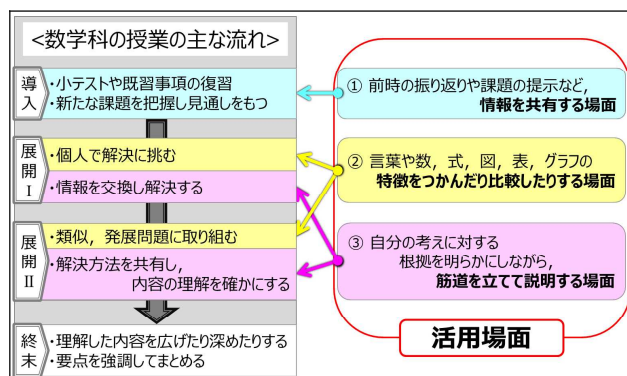 <数学科の授業の主な流れ>
導入
・小テストや既習事項の復習
・新たな課題を把握し見通しをもつ
展開Ⅰ
・個人で解決に挑む
・情報を交換し解決する
展開Ⅱ
・類似，発展問題に取り組む
・解決方法を共有し，
内容の理解を確かにする
終末
・理解した内容を広げたり深めたりする
・要点を強調してまとめる
① 前時の振り返りや課題の提示など，
情報を共有する場面
② 言葉や数，式，図，表，グラフの
特徴をつかんだり比較したりする場面
③ 自分の考えに対する
根拠を明らかにしながら，
筋道を立てて説明する場面
活用場面